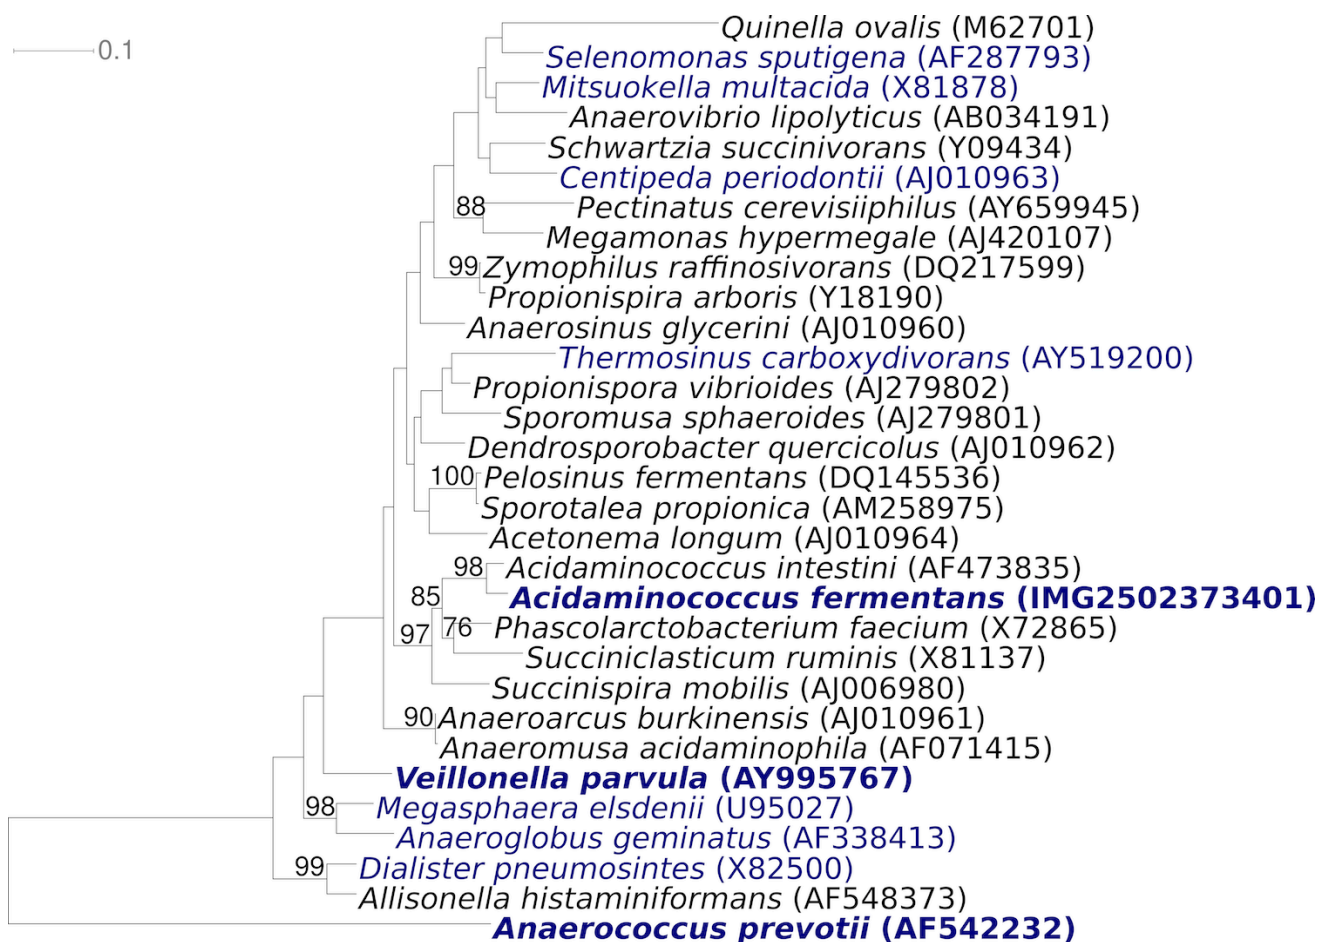 Quinella ovalis (M62701)
0.1
Selenomonas sputigena (AF287793)
Mitsuokella multacida (X81878)
Anaerovibrio lipolyticus (AB034191)
Schwartzia succinivorans (Y09434)
Centipeda periodontii (AJ010963)
88
Pectinatus cerevisiiphilus (AY659945)
Megamonas hypermegale (AJ420107)
99
Zymophilus raffinosivorans (DQ217599)
Propionispira arboris (Y18190)
Anaerosinus glycerini (AJ010960)
Thermosinus carboxydivorans (AY519200)
Propionispora vibrioides (AJ279802)
Sporomusa sphaeroides (AJ279801)
Dendrosporobacter quercicolus (AJ010962)
100
Pelosinus fermentans (DQ145536)
Sporotalea propionica (AM258975)
Acetonema longum (AJ010964)
98
Acidaminococcus intestini (AF473835)
85
Acidaminococcus fermentans (IMG2502373401)
97
76
Phascolarctobacterium faecium (X72865)
Succiniclasticum ruminis (X81137)
Succinispira mobilis (AJ006980)
90
Anaeroarcus burkinensis (AJ010961)
Anaeromusa acidaminophila (AF071415)
Veillonella parvula (AY995767)
98
Megasphaera elsdenii (U95027)
Anaeroglobus geminatus (AF338413)
99
Dialister pneumosintes (X82500)
Allisonella histaminiformans (AF548373)
Anaerococcus prevotii (AF542232)